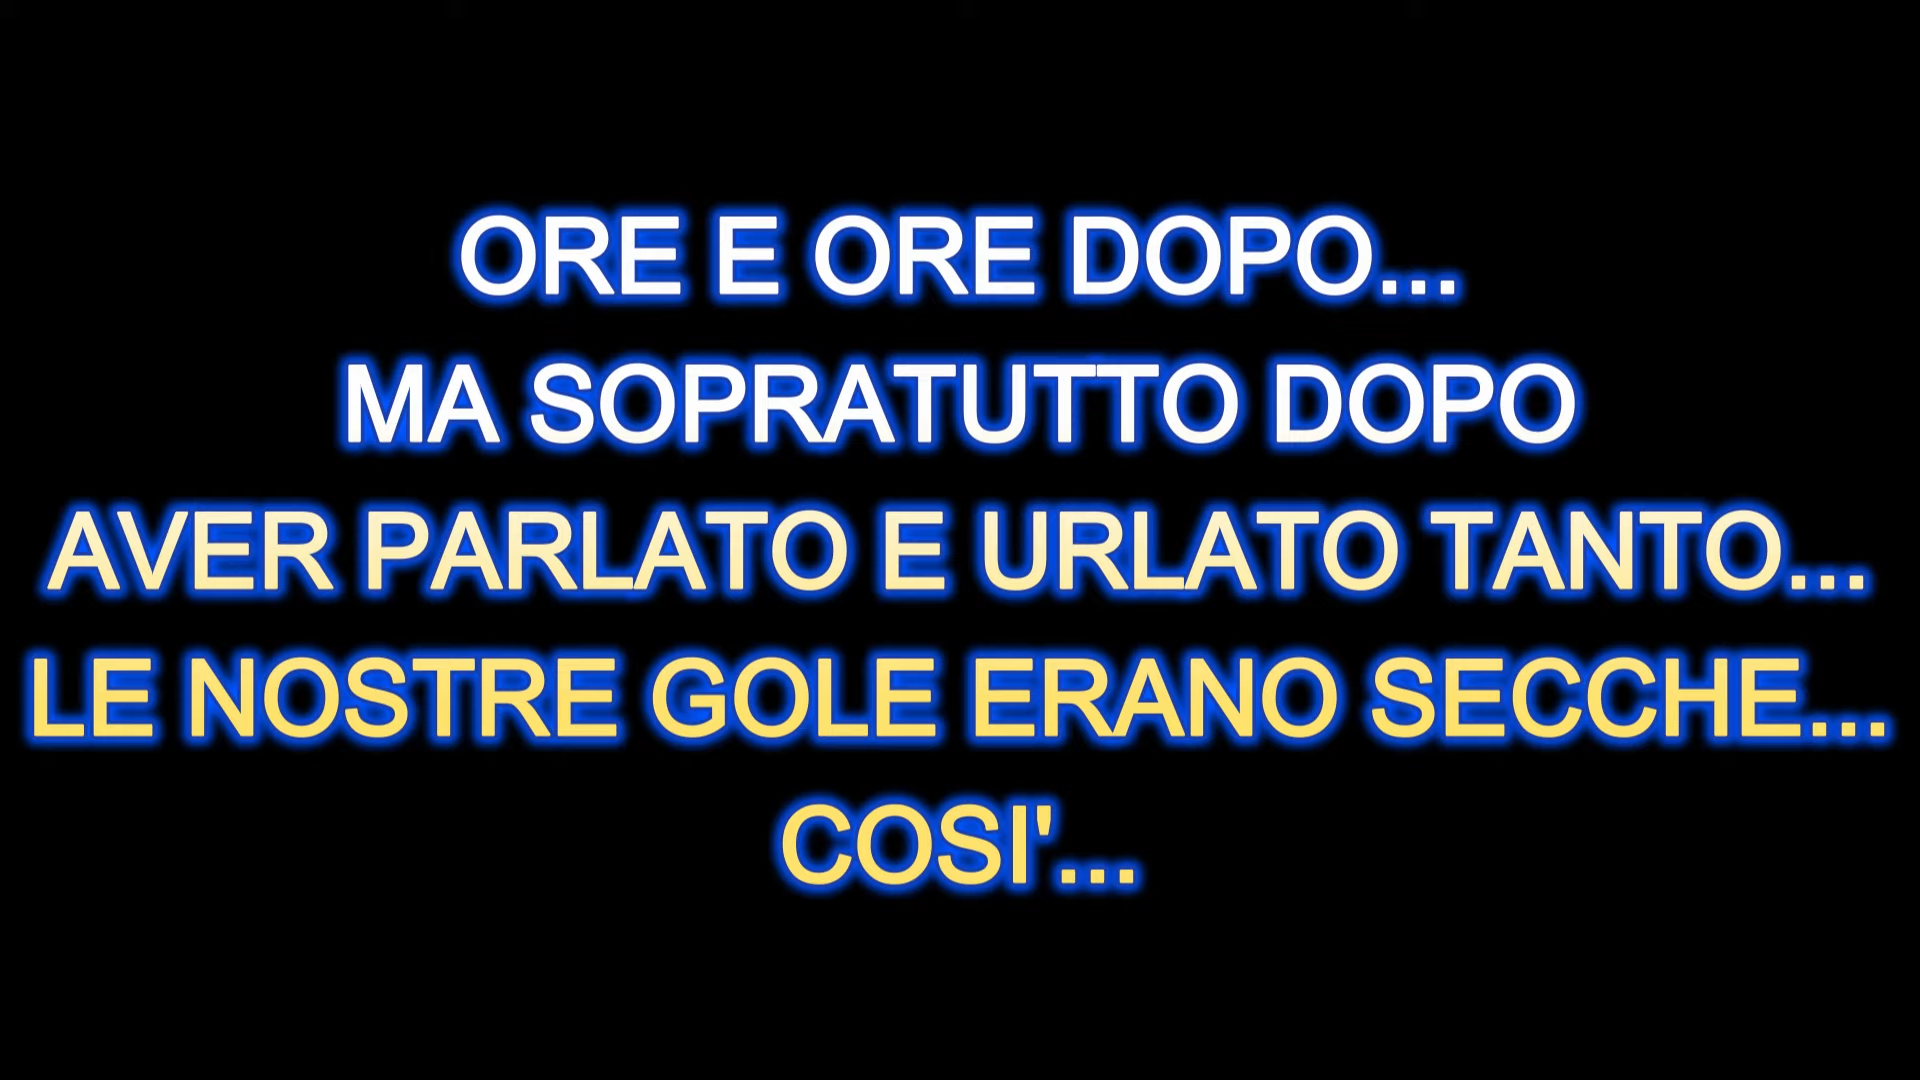 ORE E ORE DOPO...
MA SOPRATUTTO DOPO
AVER PARLATO E URLATO TANTO...
LE NOSTRE GOLE ERANO SECCHE...
COSI'...